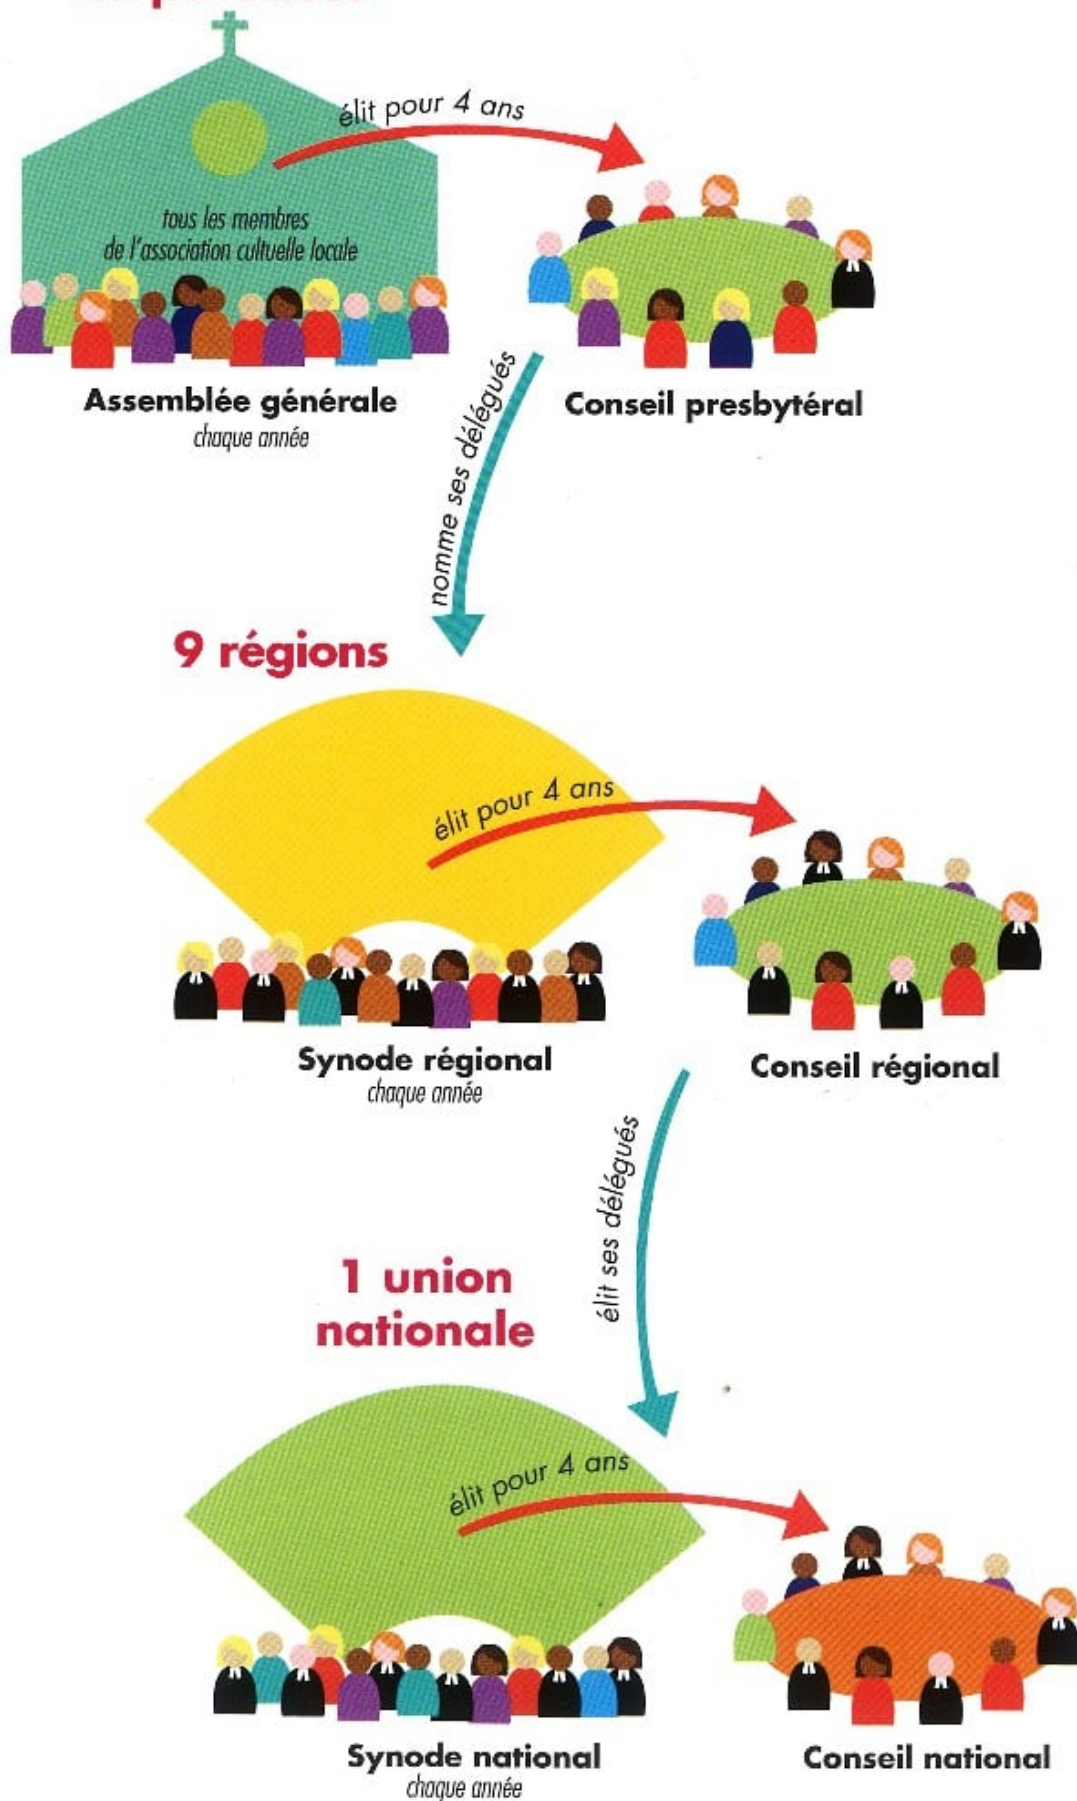 élit pour 4 ans
tous les membres
de l'association cultuelle locale
Assemblée générale
chaque année
Conseil presbytéral
nomme ses délégués
9 régions
élit pour 4 ans
Synode régional
chaque année
Conseil régional
élit ses délégués
1 union
nationale
élit pour 4 ans
Synode national
chaque année
Conseil national